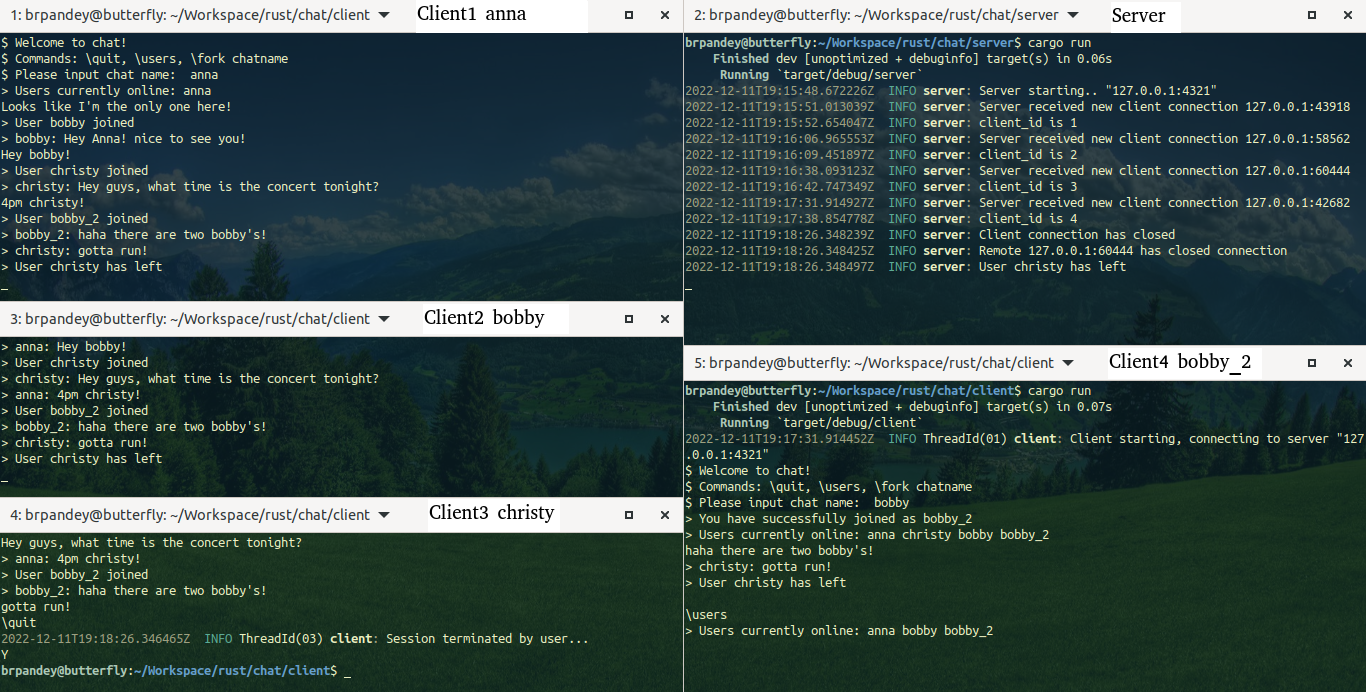 1: brpandey@butterfly: ~/Workspace/rust/chat/client
Client1 anna
$ Welcome to chat!
$ Commands: \quit, \users, \fork chatname
$ Please input chat name:  anna
> Users currently online: anna
Looks like I'm the only one here!
> User bobby joined
> bobby: Hey Anna! nice to see you!
Hey bobby!
> User christy joined
> christy: Hey guys, what time is the concert tonight?
4pm christy!
> User bobby_2 joined
> bobby_2: haha there are two bobby's!
> christy: gotta run!
> User christy has left
_
3: brpandey@butterfly: ~/Workspace/rust/chat/client
Client2 bobby
> anna: Hey bobby!
> User christy joined
> christy: Hey guys, what time is the concert tonight?
> anna: 4pm christy!
> User bobby_2 joined
> bobby_2: haha there are two bobby's!
> christy: gotta run!
> User christy has left
_
4: brpandey@butterfly: ~/Workspace/rust/chat/client
Client3 christy
Hey guys, what time is the concert tonight?
> anna: 4pm christy!
> User bobby_2 joined
> bobby_2: haha there are two bobby's!
gotta run!
\quit
2022-12-11T19:18:26.346465Z  INFO ThreadId(03) client: Session terminated by user...
Y
brpandey@butterfly:~/Workspace/rust/chat/client$ _
2: brpandey@butterfly: ~/Workspace/rust/chat/server
Server
brpandey@butterfly:~/Workspace/rust/chat/server$ cargo run
    Finished dev [unoptimized + debuginfo] target(s) in 0.06s
     Running `target/debug/server`
2022-12-11T19:15:48.672226Z  INFO server: Server starting.. "127.0.0.1:4321"
2022-12-11T19:15:51.013039Z  INFO server: Server received new client connection 127.0.0.1:43918
2022-12-11T19:15:52.654047Z  INFO server: client_id is 1
2022-12-11T19:16:06.965553Z  INFO server: Server received new client connection 127.0.0.1:58562
2022-12-11T19:16:09.451897Z  INFO server: client_id is 2
2022-12-11T19:16:38.093123Z  INFO server: Server received new client connection 127.0.0.1:60444
2022-12-11T19:16:42.747349Z  INFO server: client_id is 3
2022-12-11T19:17:31.914927Z  INFO server: Server received new client connection 127.0.0.1:42682
2022-12-11T19:17:38.854778Z  INFO server: client_id is 4
2022-12-11T19:18:26.348239Z  INFO server: Client connection has closed
2022-12-11T19:18:26.348425Z  INFO server: Remote 127.0.0.1:60444 has closed connection
2022-12-11T19:18:26.348497Z  INFO server: User christy has left
_
5: brpandey@butterfly: ~/Workspace/rust/chat/client
Client4 bobby_2
brpandey@butterfly:~/Workspace/rust/chat/client$ cargo run
    Finished dev [unoptimized + debuginfo] target(s) in 0.07s
     Running `target/debug/client`
2022-12-11T19:17:31.914452Z  INFO ThreadId(01) client: Client starting, connecting to server "127
.0.0.1:4321"
$ Welcome to chat!
$ Commands: \quit, \users, \fork chatname
$ Please input chat name:  bobby
> You have successfully joined as bobby_2
> Users currently online: anna christy bobby bobby_2
haha there are two bobby's!
> christy: gotta run!
> User christy has left
\users
> Users currently online: anna bobby bobby_2